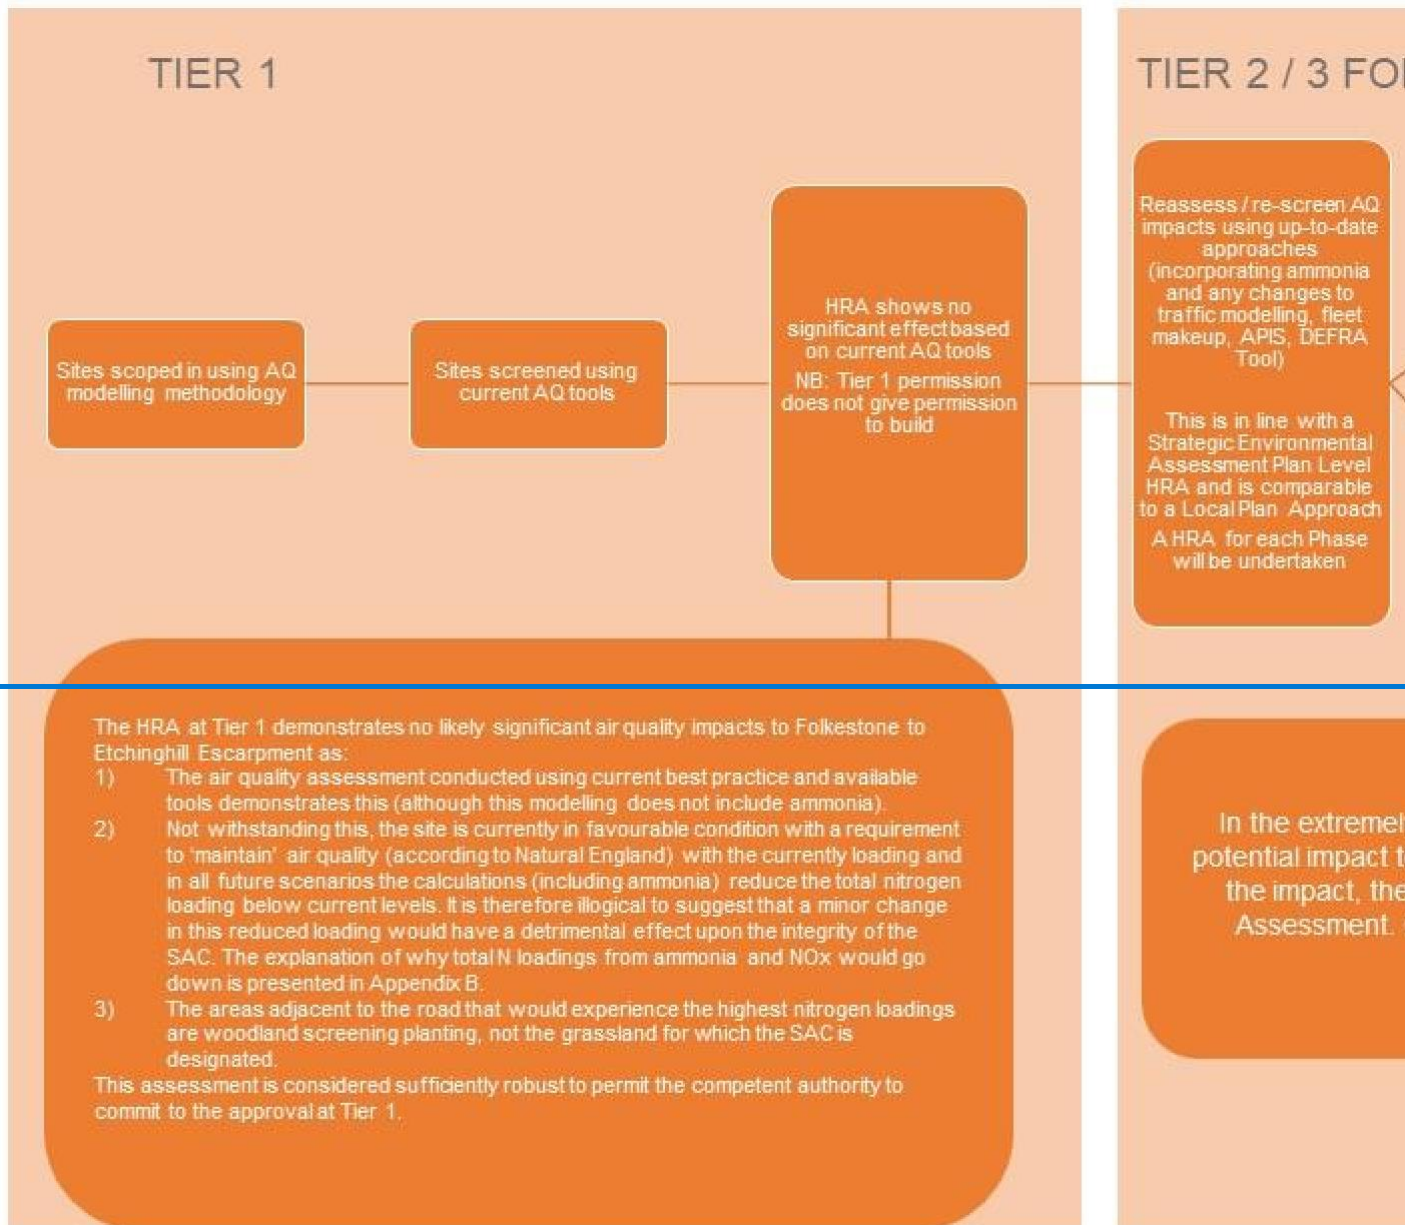 TIER 1
Sites scoped in using AQ
modelling methodology
Sites screened using
current AQ tools
HRA shows no
significant effect based
on current AQ tools
NB: Tier 1 permission
does not give permission
to build
The HRA at Tier 1 demonstrates no likely significant air quality impacts to Folkestone to
Etchinghill Escarpment as:
1) The air quality assessment conducted using current best practice and available
tools demonstrates this (although this modelling does not include ammonia).
2) Not withstanding this, the site is currently in favourable condition with a requirement
to 'maintain' air quality (according to Natural England) with the currently loading and
in all future scenarios the calculations (including ammonia) reduce the total nitrogen
loading below current levels. It is therefore illogical to suggest that a minor change
in this reduced loading would have a detrimental effect upon the integrity of the
SAC. The explanation of why total N loadings from ammonia and NOx would go
down is presented in Appendix B.
3) The areas adjacent to the road that would experience the highest nitrogen loadings
are woodland screening planting, not the grassland for which the SAC is
designated.
This assessment is considered sufficiently robust to permit the competent authority to
commit to the approval at Tier 1.
TIER 2 / 3
Reassess / re-screen AQ
impacts using up-to-date
approaches
(incorporating ammonia
and any changes to
traffic modelling, fleet
makeup, APIS, DEFRA
Tool)
This is in line with a
Strategic Environmental
Assessment Plan Level
HRA and is comparable
to a Local Plan Approach
A HRA for each Phase
will be undertaken
In the
potential impact
the impact,
Assessment.